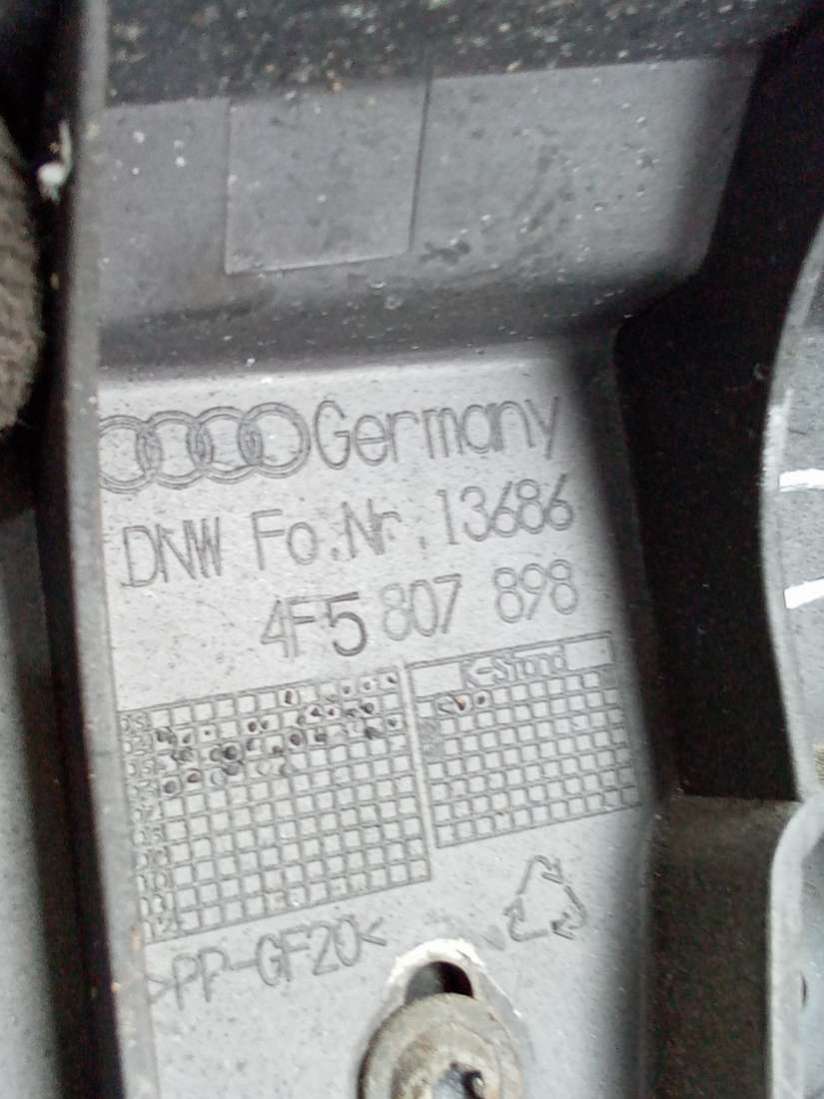 Germany
DNW Fo.Nr.13686
4F5 807 898
K-Stand
>PP-GF20<